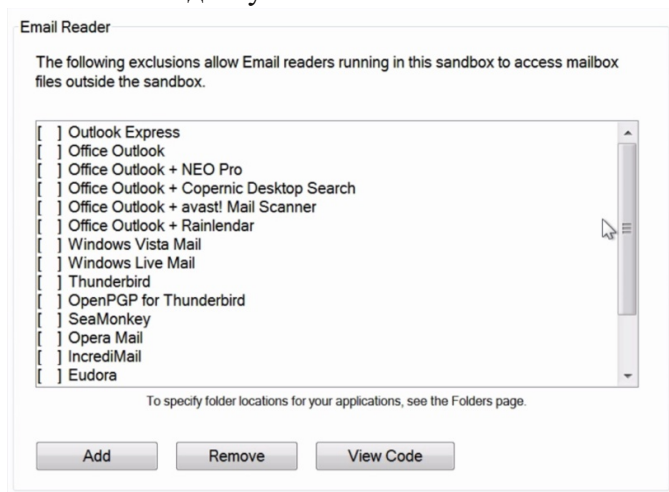 Email Reader
The following exclusions allow Email readers running in this sandbox to access mailbox
files outside the sandbox.
[ ] Outlook Express
[ ] Office Outlook
[ ] Office Outlook + NEO Pro
[ ] Office Outlook + Copernic Desktop Search
[ ] Office Outlook + avast! Mail Scanner
[ ] Office Outlook + Rainlendar
[ ] Windows Vista Mail
[ ] Windows Live Mail
[ ] Thunderbird
[ ] OpenPGP for Thunderbird
[ ] SeaMonkey
[ ] Opera Mail
[ ] IncrediMail
[ ] Eudora
To specify folder locations for your applications, see the Folders page.
Add Remove View Code